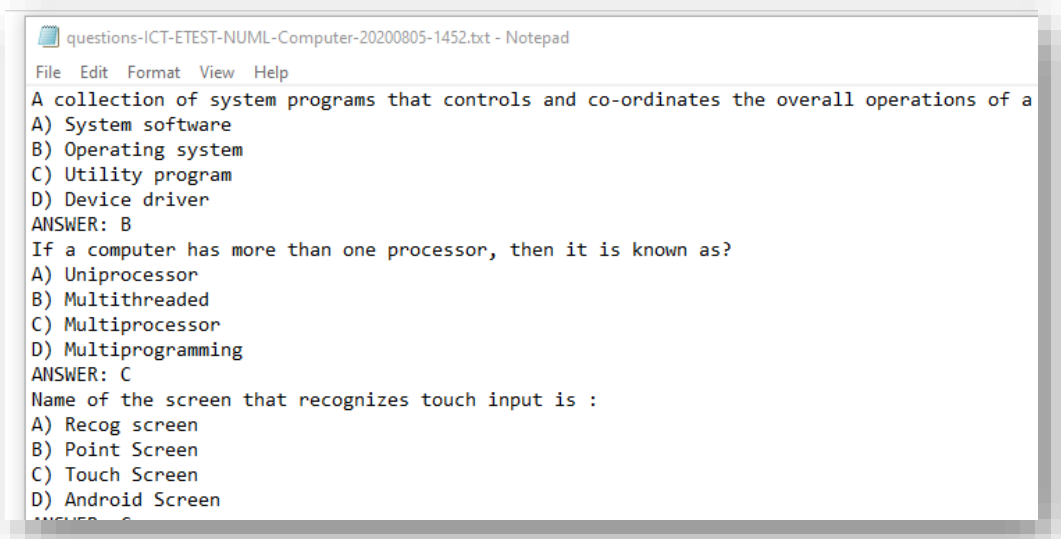 questions-ICT-ETEST-NUML-Computer-20200805-1452.txt - Notepad
File Edit Format View Help
A collection of system programs that controls and co-ordinates the overall operations of a
A) System software
B) Operating system
C) Utility program
D) Device driver
ANSWER: B
If a computer has more than one processor, then it is known as?
A) Uniprocessor
B) Multithreaded
C) Multiprocessor
D) Multiprogramming
ANSWER: C
Name of the screen that recognizes touch input is :
A) Recog screen
B) Point Screen
C) Touch Screen
D) Android Screen